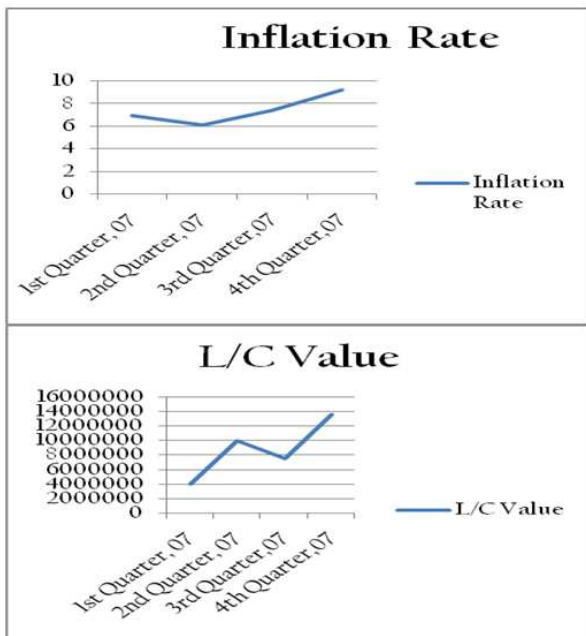 Inflation Rate
10
8
6
4
2
0
1st Quarter, 07
2nd Quarter, 07
3rd Quarter,07
4th Quarter,07
Inflation
Rate
L/C Value
16000000
14000000
12000000
10000000
8000000
6000000
4000000
2000000
0
1st Quarter, 07
2nd Quarter, 07
3rd Quarter,07
4th Quarter,07
L/C Value